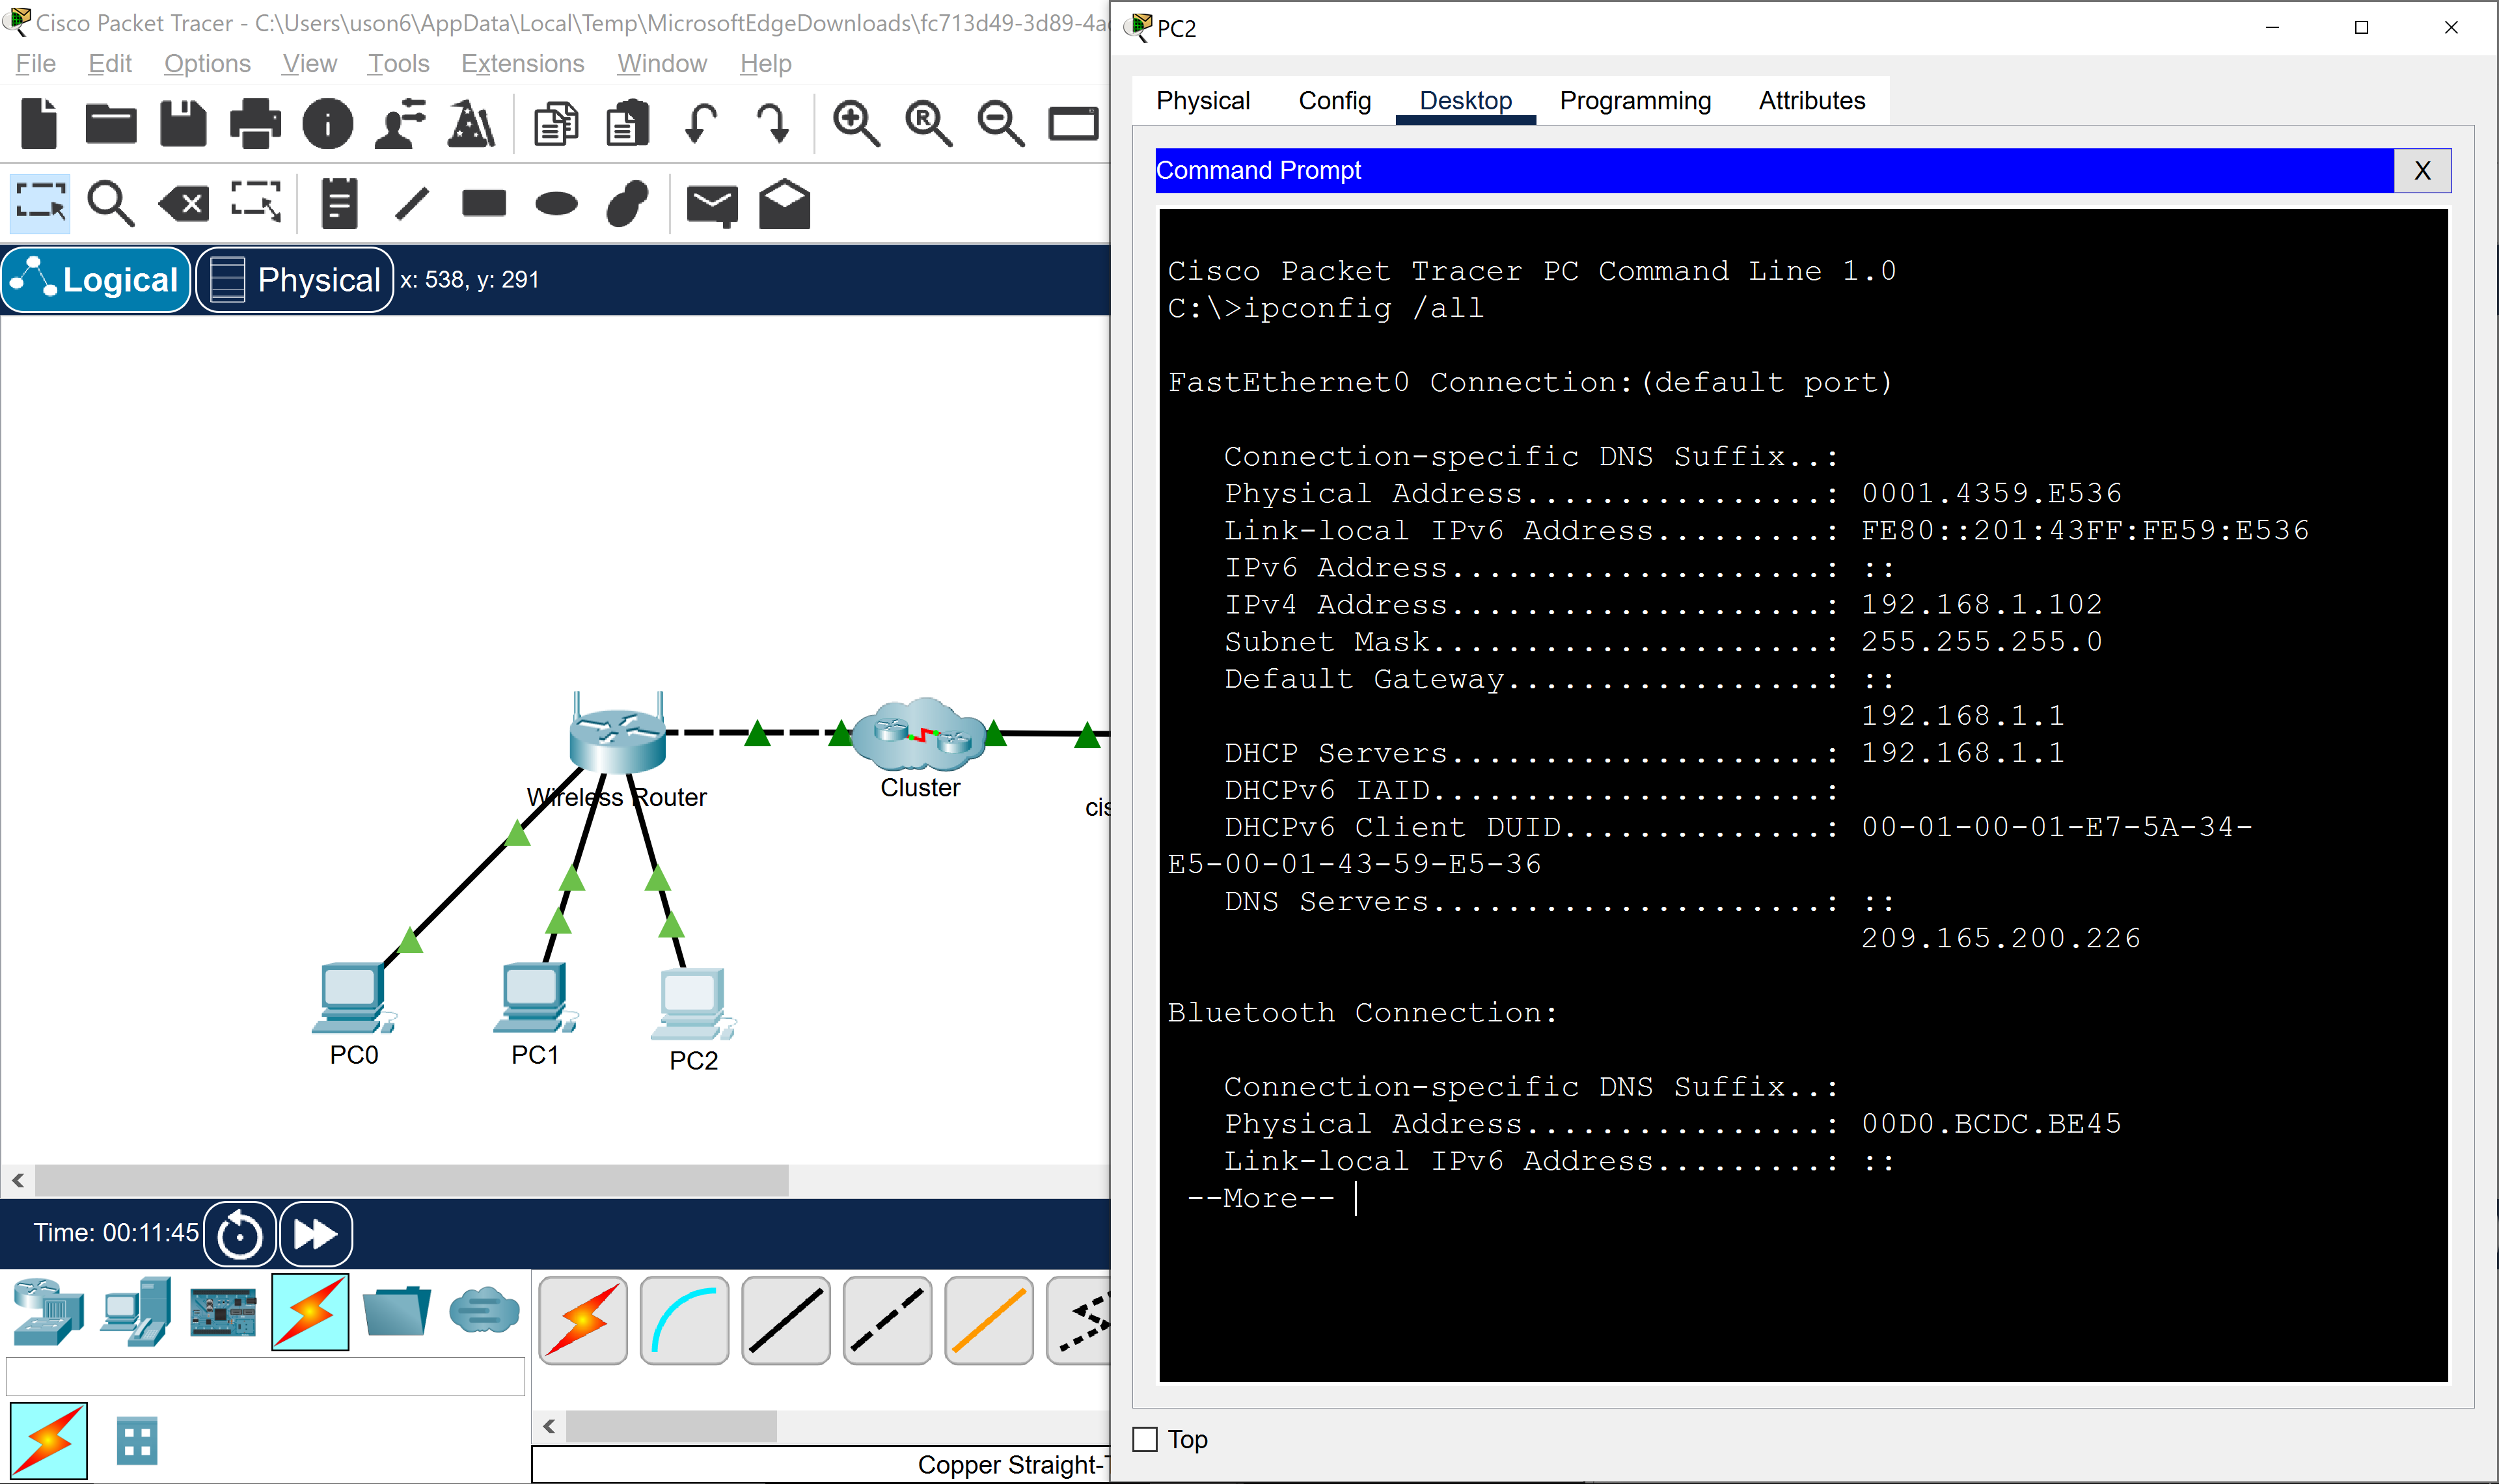 Cisco Packet Tracer - C:\Users\uson6\AppData\Local\Temp\MicrosoftEdgeDownloads\fc713d49-3d89-4a
File Edit Options View Tools Extensions Window Help
Logical Physical x: 538, y: 291
Wireless Router
Cluster
cis
PC0
PC1
PC2
Time: 00:11:45
Copper Straight-T
PC2
Physical Config Desktop Programming Attributes
Command Prompt X
Cisco Packet Tracer PC Command Line 1.0
C:\>ipconfig /all
FastEthernet0 Connection:(default port)
Connection-specific DNS Suffix..:
Physical Address................: 0001.4359.E536
Link-local IPv6 Address.........: FE80::201:43FF:FE59:E536
IPv6 Address....................: ::
IPv4 Address....................: 192.168.1.102
Subnet Mask.....................: 255.255.255.0
Default Gateway.................: ::
192.168.1.1
DHCP Servers....................: 192.168.1.1
DHCPv6 IAID.....................:
DHCPv6 Client DUID..............: 00-01-00-01-E7-5A-34-
E5-00-01-43-59-E5-36
DNS Servers.....................: ::
209.165.200.226
Bluetooth Connection:
Connection-specific DNS Suffix..:
Physical Address................: 00D0.BCDC.BE45
Link-local IPv6 Address.........: ::
--More--
Top